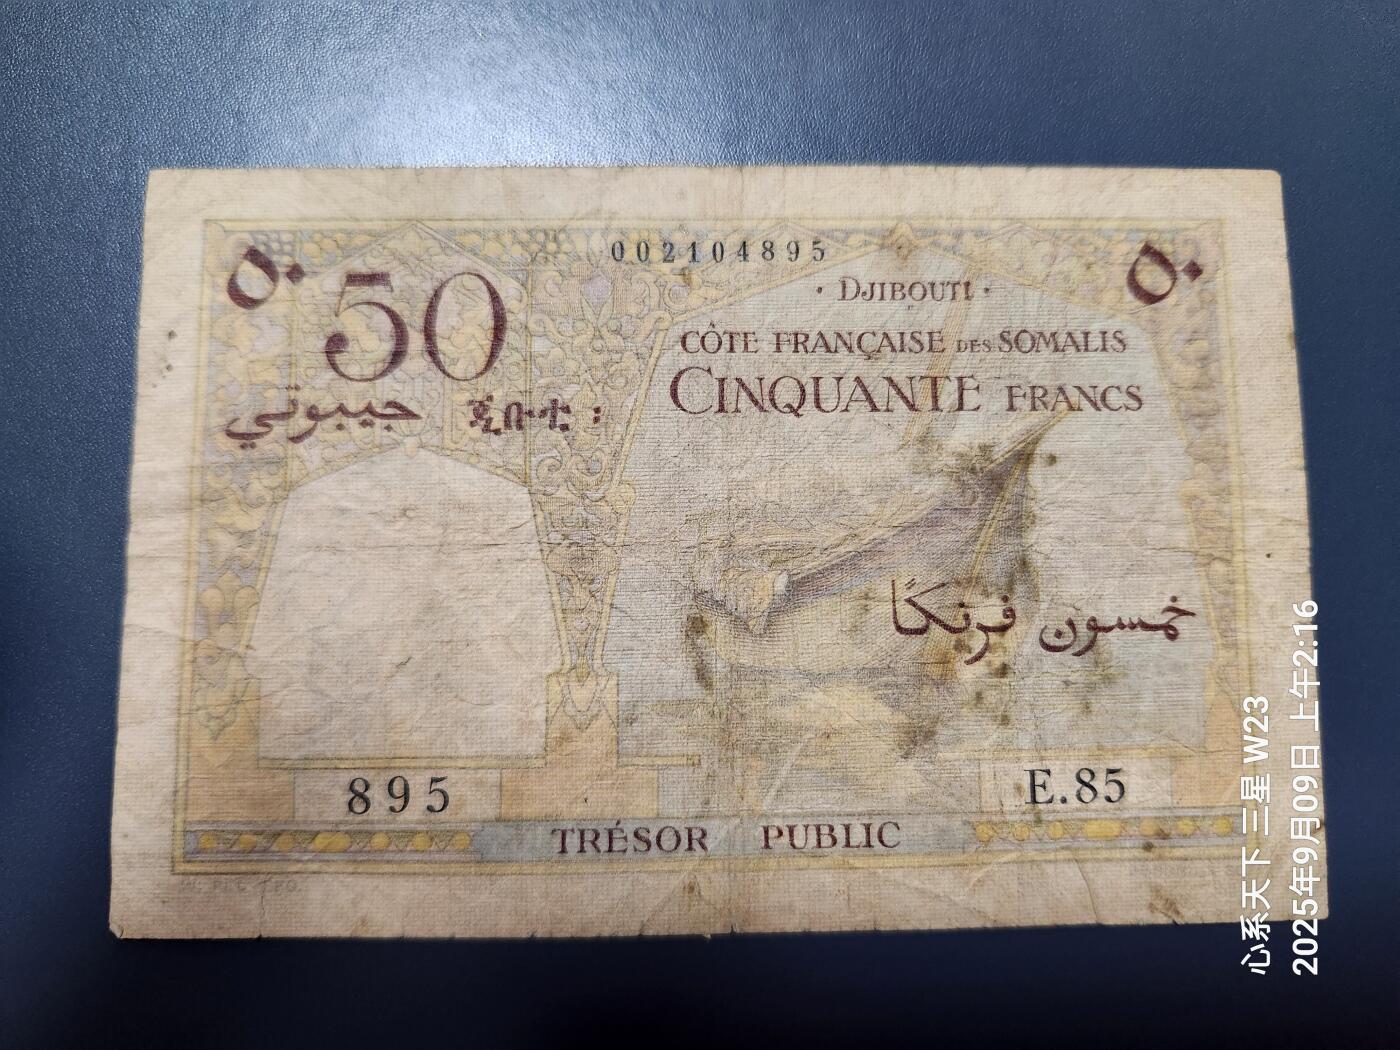 002104895
٥٠
50
٥٠
· DJIBOUTI ·
CÔTE FRANÇAISE DES SOMALIS
CINQUANTE FRANCS
جيبوتي
ጂቡቲ ፡
خمسون فرنكًا
895
E.85
TRÉSOR PUBLIC
心系天下 三星 W23
2025年9月09日 上午2:16